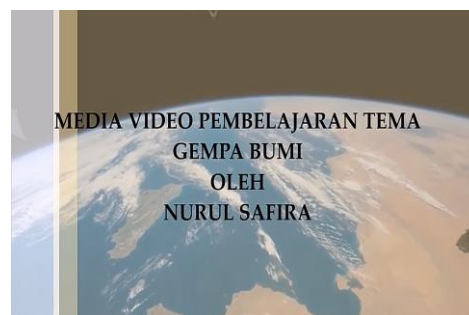 MEDIA VIDEO PEMBELAJARAN TEMA
GEMPA BUMI
OLEH
NURUL SAFIRA